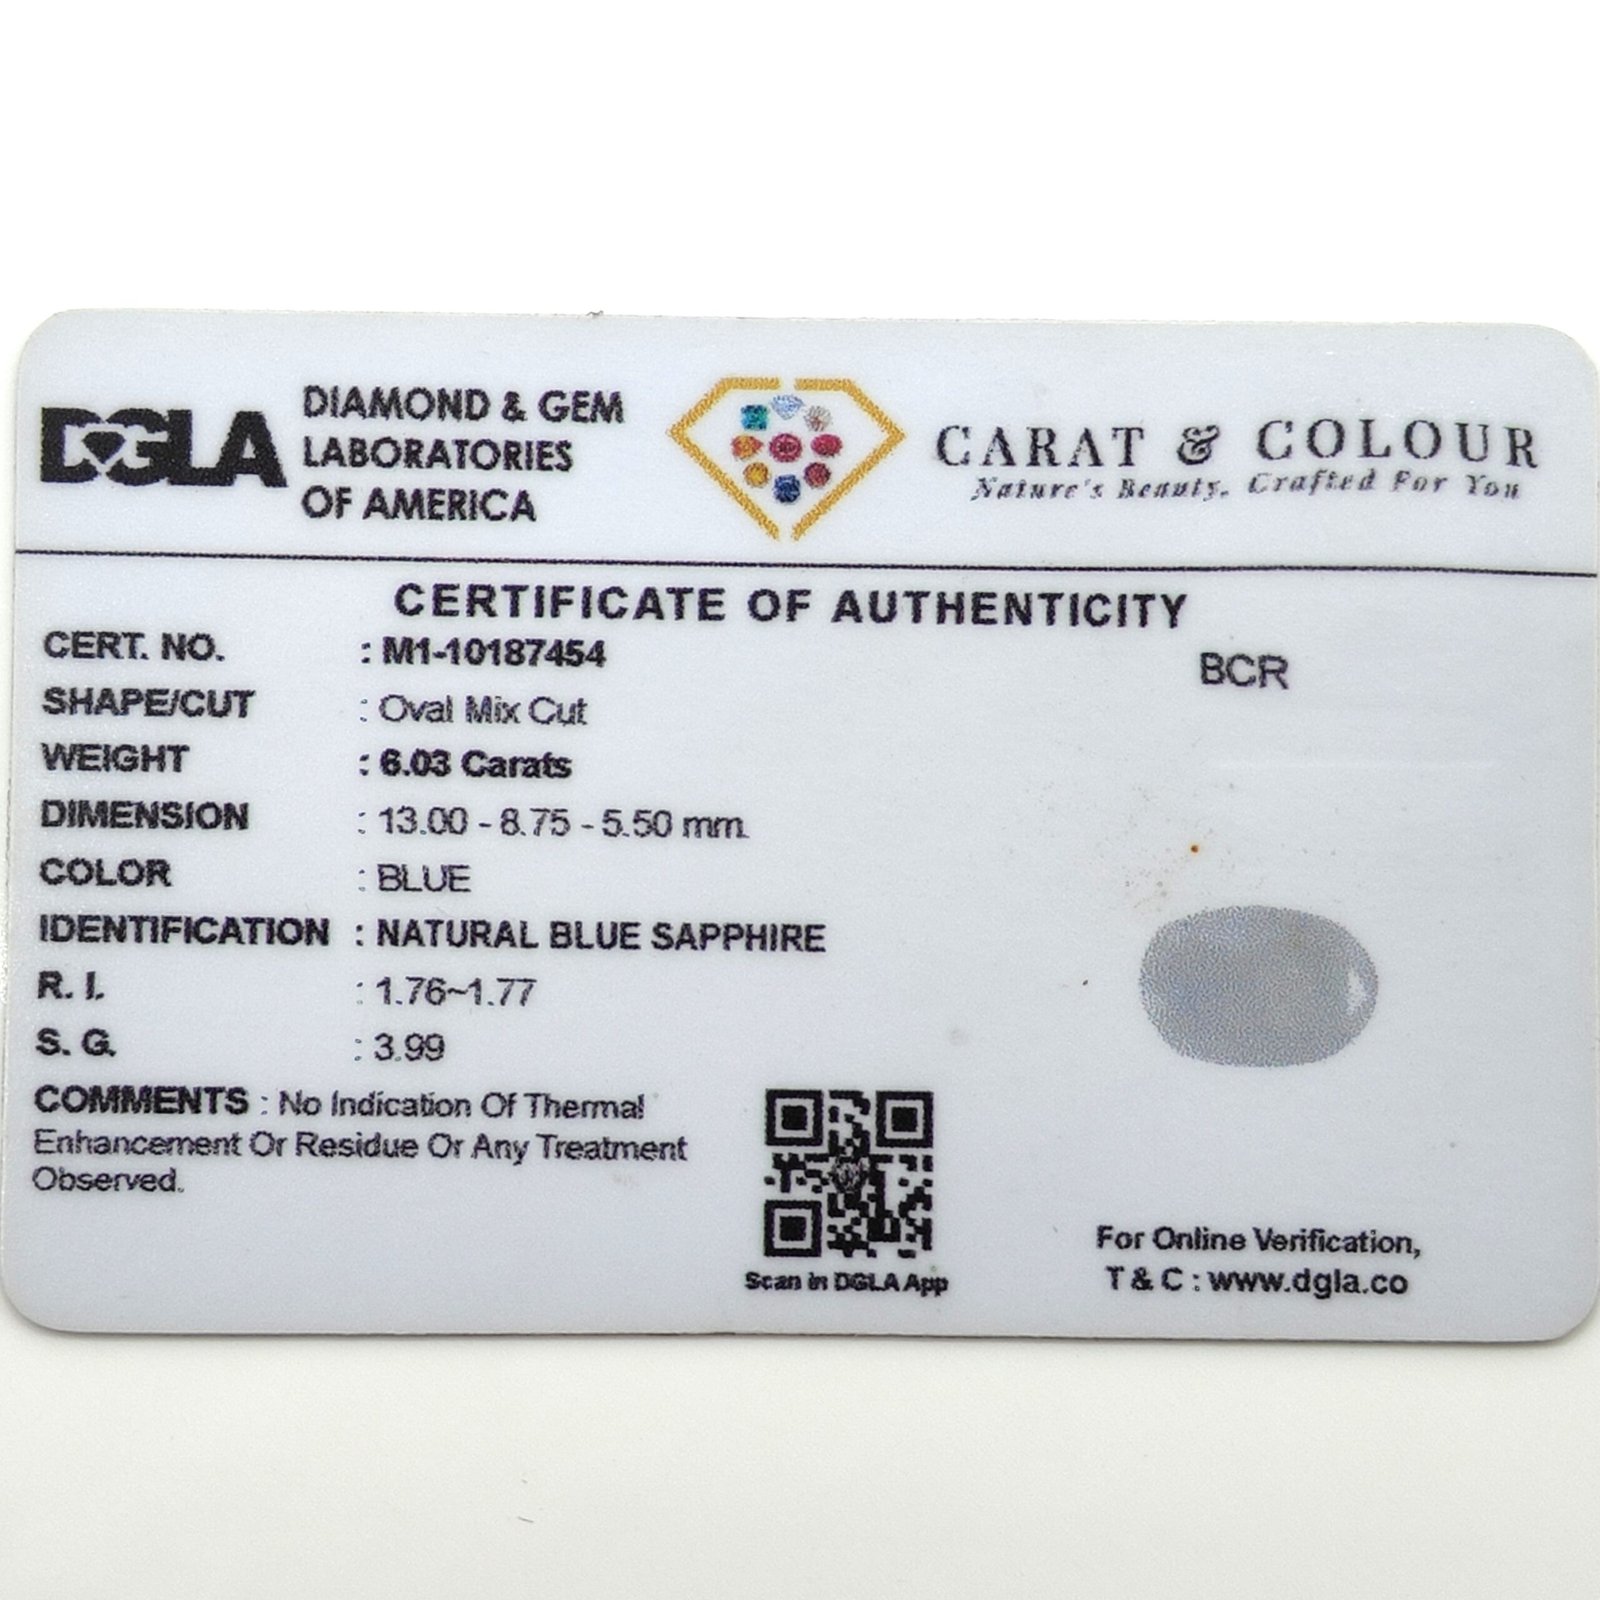 DGLA
DIAMOND & GEM
LABORATORIES
OF AMERICA
CARAT & COLOUR
Nature's Beauty, Crafted For You
CERTIFICATE OF AUTHENTICITY
CERT. NO. : M1-10187454
BCR
SHAPE/CUT : Oval Mix Cut
WEIGHT : 6.03 Carats
DIMENSION : 13.00 - 8.75 - 5.50 mm.
COLOR : BLUE
IDENTIFICATION : NATURAL BLUE SAPPHIRE
R. I. : 1.76~1.77
S. G. : 3.99
COMMENTS : No Indication Of Thermal
Enhancement Or Residue Or Any Treatment
Observed.
Scan in DGLA App
For Online Verification,
T & C : www.dgla.co